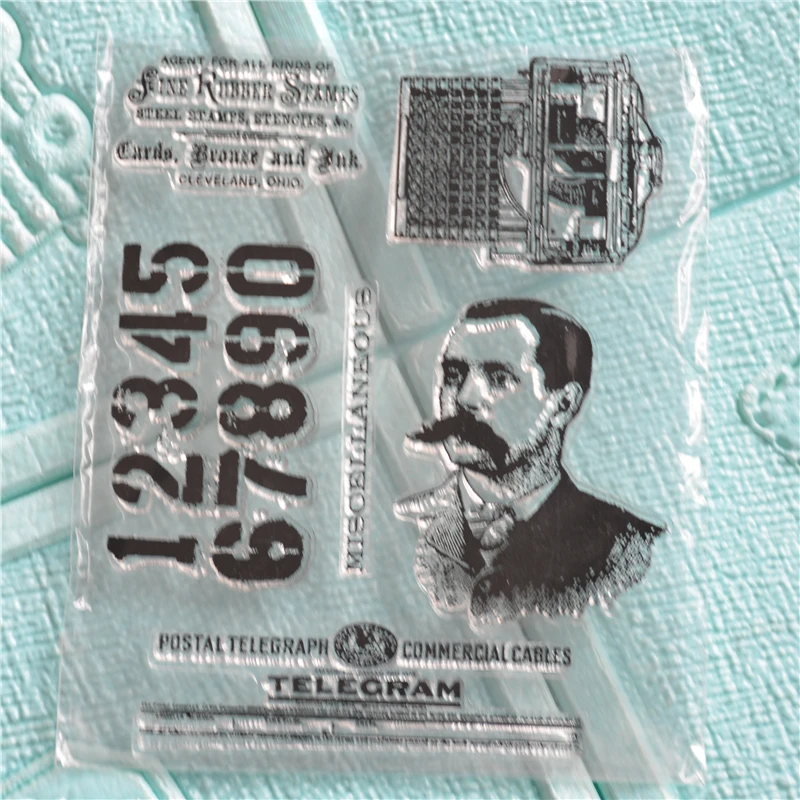 AGENT FOR ALL KINDS OF
FINE RUBBER STAMPS
STEEL STAMPS, STENCILS, &c.
Cards, Bronze and Ink
CLEVELAND, OHIO.
12345
67890
MISCELLANEOUS
POSTAL TELEGRAPH COMMERCIAL CABLES
TELEGRAM